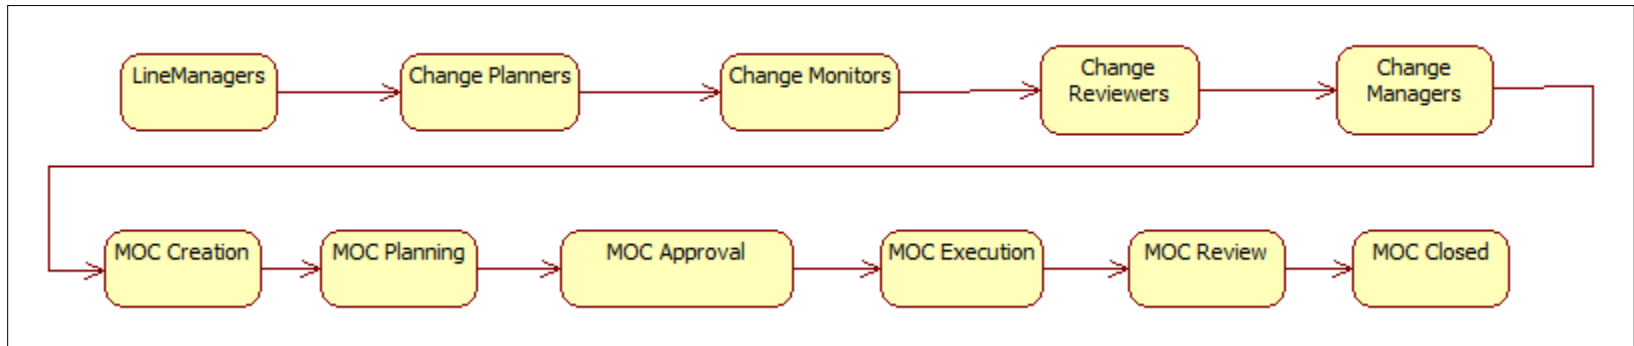 LineManagers
Change Planners
Change Monitors
Change
Reviewers
Change
Managers
MOC Creation
MOC Planning
MOC Approval
MOC Execution
MOC Review
MOC Closed